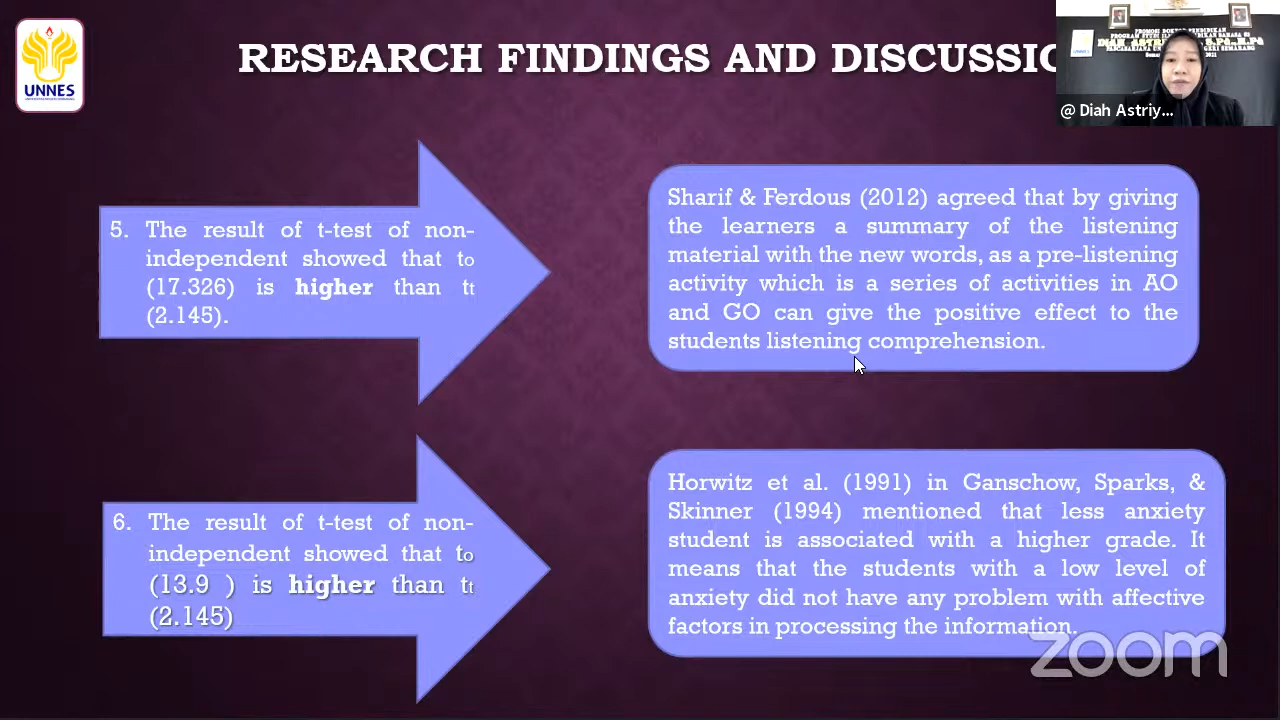 UNNES
RESEARCH FINDINGS AND DISCUSSIO
@ Diah Astriy...
5. The result of t-test of non-
independent showed that to
(17.326) is higher than tt
(2.145).
Sharif & Ferdous (2012) agreed that by giving
the learners a summary of the listening
material with the new words, as a pre-listening
activity which is a series of activities in AO
and GO can give the positive effect to the
students listening comprehension.
6. The result of t-test of non-
independent showed that to
(13.9 ) is higher than tt
(2.145)
Horwitz et al. (1991) in Ganschow, Sparks, &
Skinner (1994) mentioned that less anxiety
student is associated with a higher grade. It
means that the students with a low level of
anxiety did not have any problem with affective
factors in processing the information.
zoom